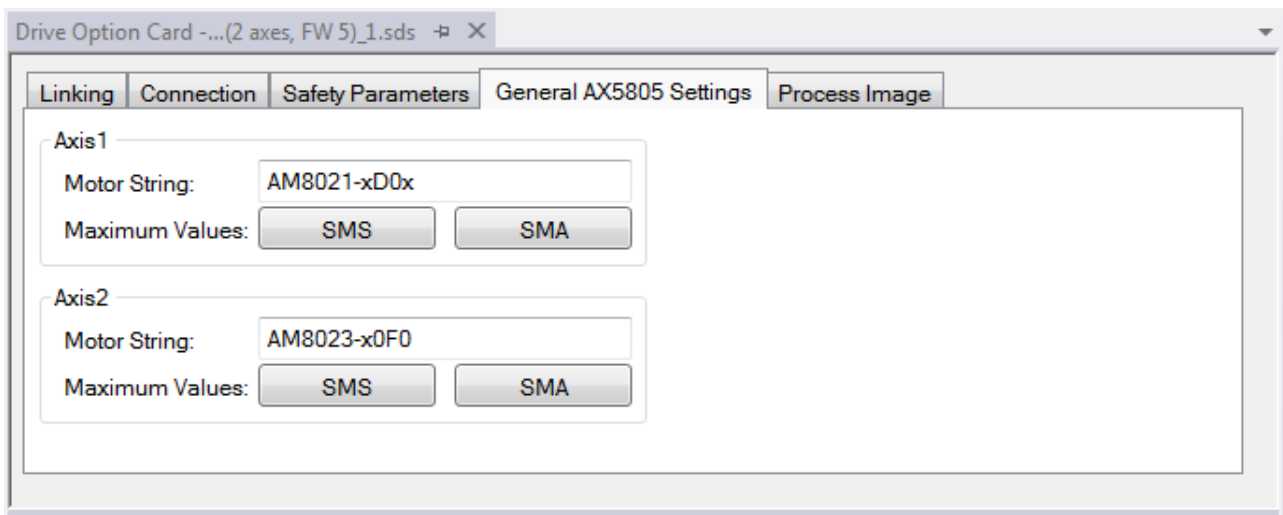 Drive Option Card -...(2 axes, FW 5)_1.sds
Linking Connection Safety Parameters General AX5805 Settings Process Image
Axis1
Motor String: AM8021-xD0x
Maximum Values: SMS SMA
Axis2
Motor String: AM8023-x0F0
Maximum Values: SMS SMA